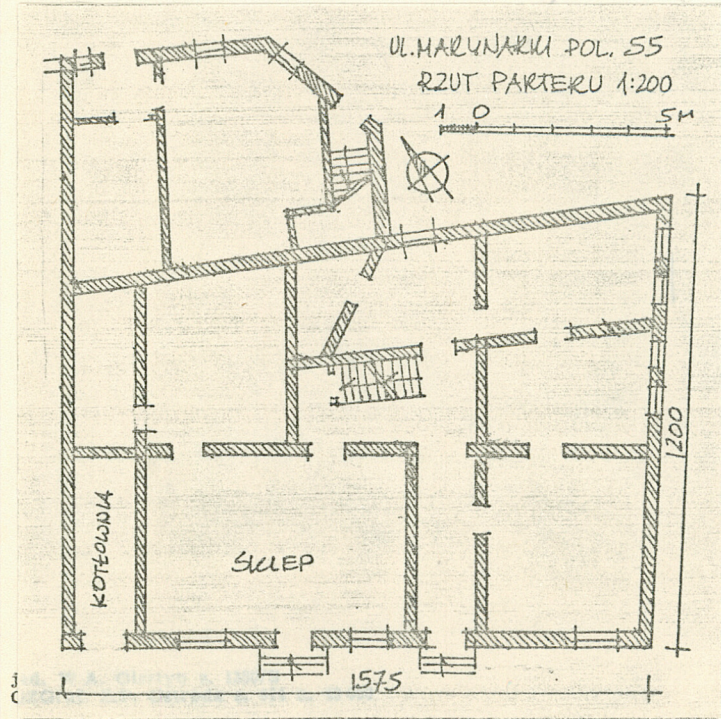 UL. MARYNARKI POL. 55
RZUT PARTERU 1:200
1 0 5M
1200
KOTŁOWNIA
SKLEP
1575